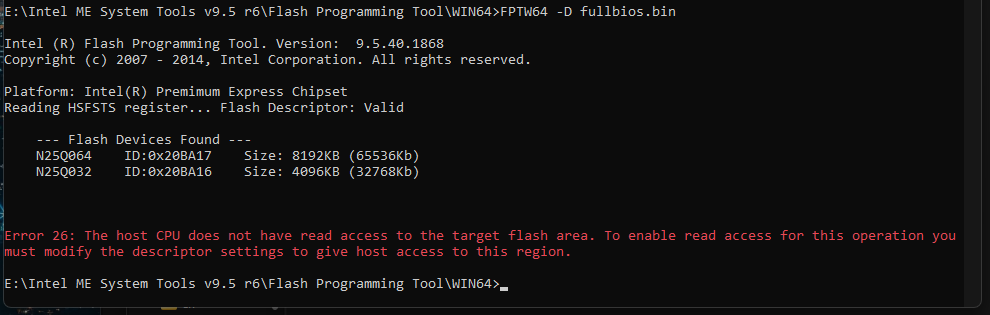 E:\Intel ME System Tools v9.5 r6\Flash Programming Tool\WIN64>FPTW64 -D fullbios.bin
Intel (R) Flash Programming Tool. Version:  9.5.40.1868
Copyright (c) 2007 - 2014, Intel Corporation. All rights reserved.
Platform: Intel(R) Premimum Express Chipset
Reading HSFSTS register... Flash Descriptor: Valid
--- Flash Devices Found ---
N25Q064    ID:0x20BA17    Size: 8192KB (65536Kb)
N25Q032    ID:0x20BA16    Size: 4096KB (32768Kb)
Error 26: The host CPU does not have read access to the target flash area. To enable read access for this operation you
must modify the descriptor settings to give host access to this region.
E:\Intel ME System Tools v9.5 r6\Flash Programming Tool\WIN64>_